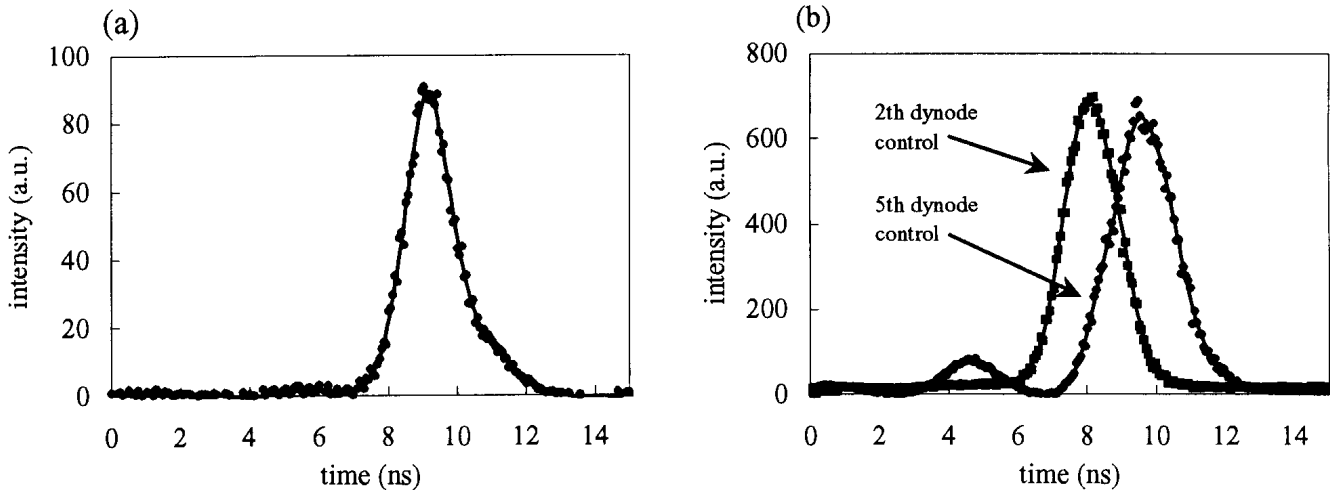 (a)
100
80
60
40
20
0
0 2 4 6 8 10 12 14
intensity (a.u.)
time (ns)
(b)
800
600
400
200
0
0 2 4 6 8 10 12 14
intensity (a.u.)
time (ns)
2th dynode
control
5th dynode
control